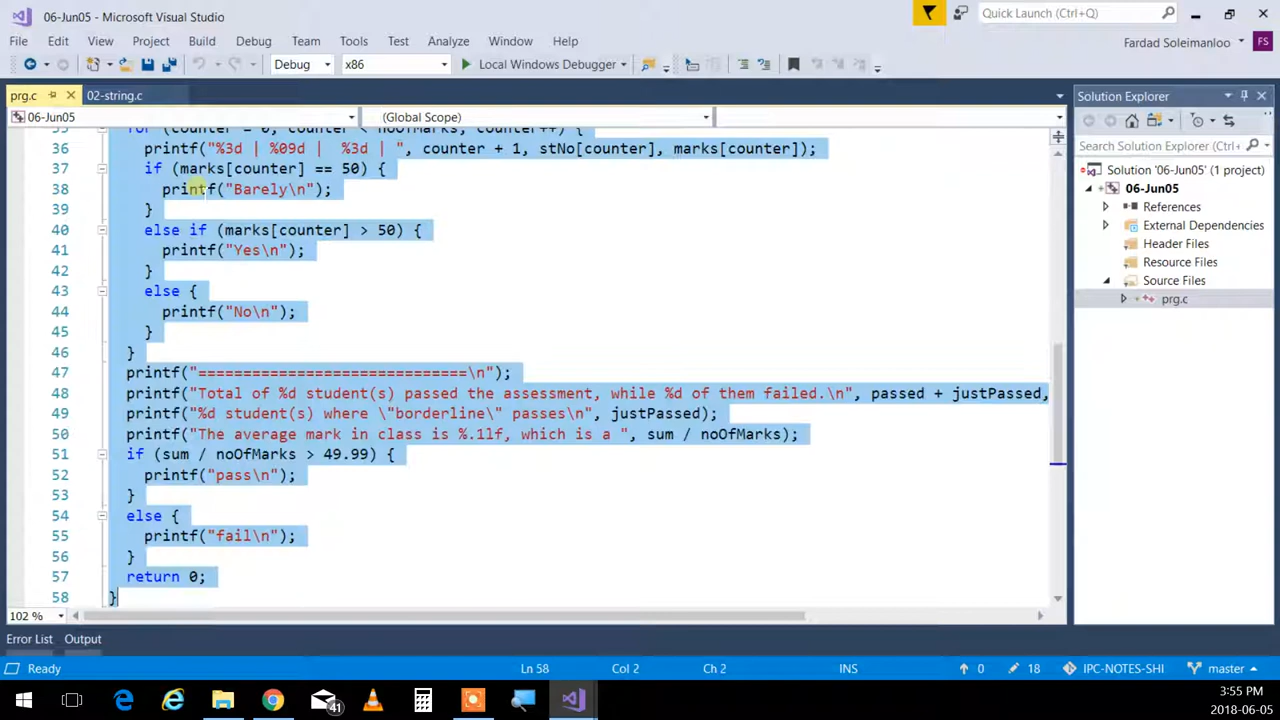 06-Jun05 - Microsoft Visual Studio
Quick Launch (Ctrl+Q)
File Edit View Project Build Debug Team Tools Test Analyze Window Help
Fardad Soleimanloo FS
Debug x86 Local Windows Debugger
prg.c 02-string.c
06-Jun05 (Global Scope)
Solution Explorer
Search Solution Explorer (Ctrl+
Solution '06-Jun05' (1 project)
06-Jun05
References
External Dependencies
Header Files
Resource Files
Source Files
prg.c
35 for (counter = 0; counter < noOfMarks; counter++) {
36 printf("%3d | %09d |  %3d | ", counter + 1, stNo[counter], marks[counter]);
37 if (marks[counter] == 50) {
38 printf("Barely\n");
39 }
40 else if (marks[counter] > 50) {
41 printf("Yes\n");
42 }
43 else {
44 printf("No\n");
45 }
46 }
47 printf("==============================\n");
48 printf("Total of %d student(s) passed the assessment, while %d of them failed.\n", passed + justPassed,
49 printf("%d student(s) where \"borderline\" passes\n", justPassed);
50 printf("The average mark in class is %.1lf, which is a ", sum / noOfMarks);
51 if (sum / noOfMarks > 49.99) {
52 printf("pass\n");
53 }
54 else {
55 printf("fail\n");
56 }
57 return 0;
58 }
102 %
Error List Output
Ready Ln 58 Col 2 Ch 2 INS 0 18 IPC-NOTES-SHI master
41
3:55 PM
2018-06-05